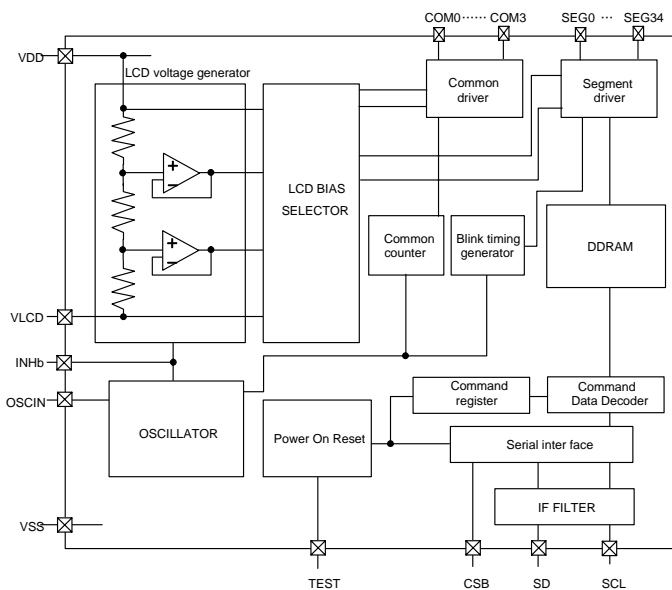 COM0 ······ COM3 SEG0 ··· SEG34
VDD
LCD voltage generator
Common
driver
Segment
driver
+
−
LCD BIAS
SELECTOR
+
−
Common
counter
Blink timing
generator
DDRAM
VLCD
INHb
OSCIN
OSCILLATOR
Command
register
Command
Data Decoder
Power On Reset
Serial inter face
IF FILTER
VSS
TEST CSB SD SCL